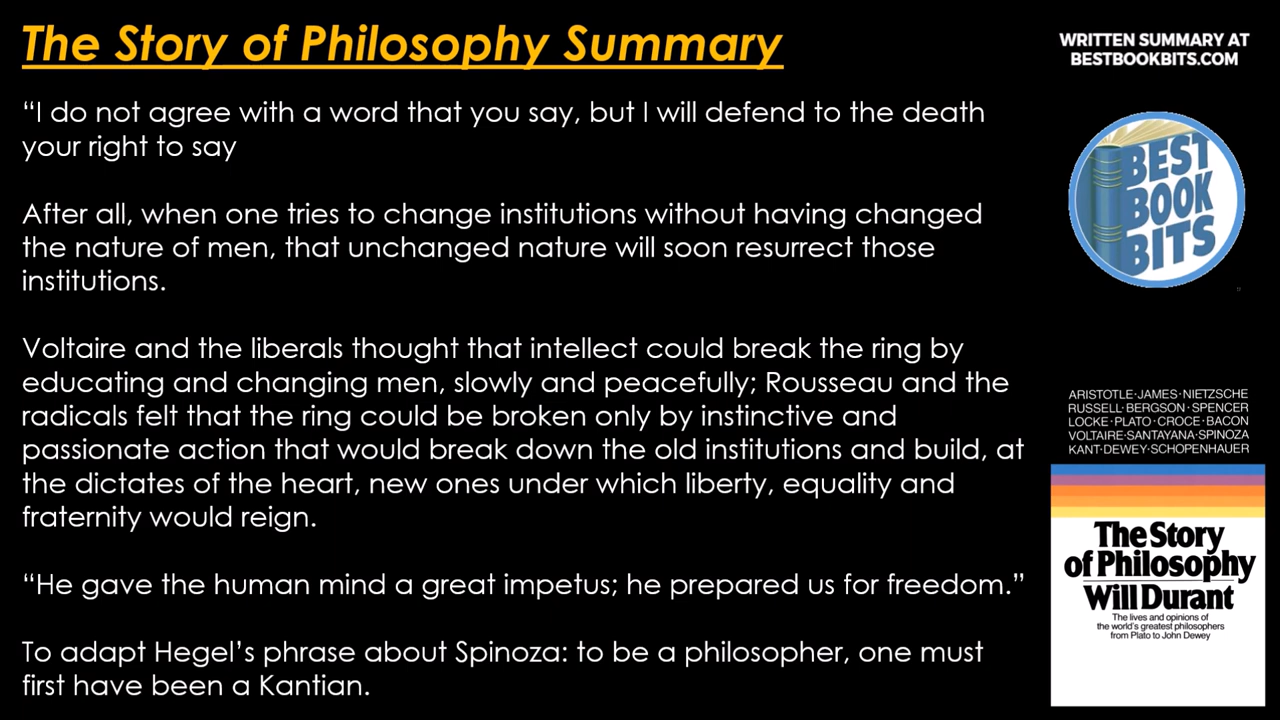 The Story of Philosophy Summary
“I do not agree with a word that you say, but I will defend to the death
your right to say
After all, when one tries to change institutions without having changed
the nature of men, that unchanged nature will soon resurrect those
institutions.
Voltaire and the liberals thought that intellect could break the ring by
educating and changing men, slowly and peacefully; Rousseau and the
radicals felt that the ring could be broken only by instinctive and
passionate action that would break down the old institutions and build, at
the dictates of the heart, new ones under which liberty, equality and
fraternity would reign.
“He gave the human mind a great impetus; he prepared us for freedom.”
To adapt Hegel’s phrase about Spinoza: to be a philosopher, one must
first have been a Kantian.
WRITTEN SUMMARY AT
BESTBOOKBITS.COM
BEST
BOOK
BITS
ARISTOTLE·JAMES·NIETZSCHE
RUSSELL·BERGSON·SPENCER
LOCKE·PLATO·CROCE·BACON
VOLTAIRE·SANTAYANA·SPINOZA
KANT·DEWEY·SCHOPENHAUER
The Story
of Philosophy
Will Durant
The lives and opinions of
the world's greatest philosophers
from Plato to John Dewey